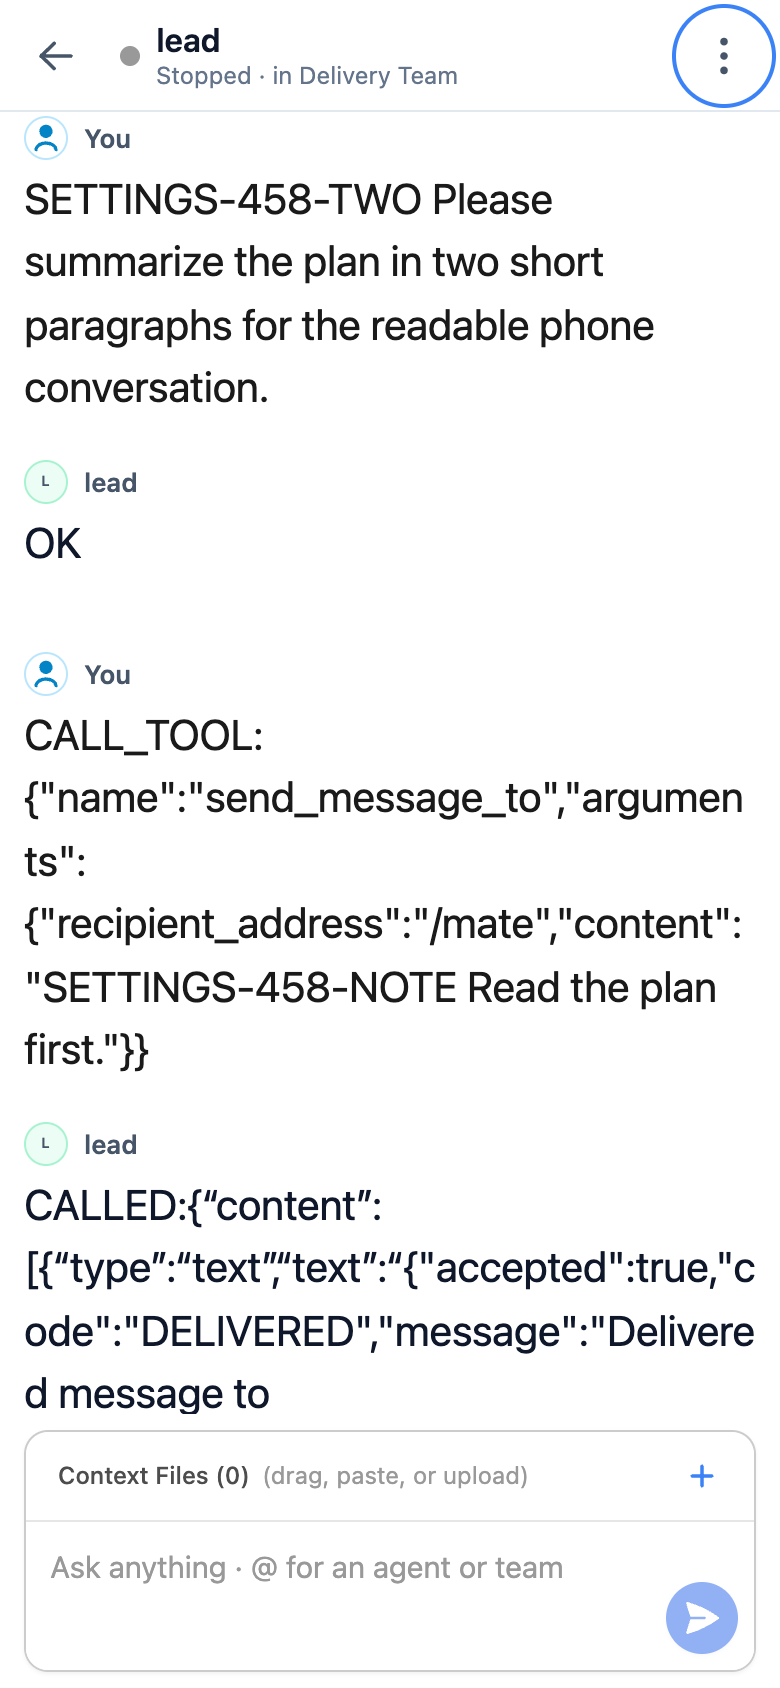 lead
Stopped · in Delivery Team
You
SETTINGS-458-TWO Please
summarize the plan in two short
paragraphs for the readable phone
conversation.
L lead
OK
You
CALL_TOOL:
{"name":"send_message_to","argumen
ts":
{"recipient_address":"/mate","content":
"SETTINGS-458-NOTE Read the plan
first."}}
L lead
CALLED:{“content”:
[{“type”:“text”,“text”:“{"accepted":true,"c
ode":"DELIVERED","message":"Delivere
d message to
Context Files (0) (drag, paste, or upload)
Ask anything · @ for an agent or team